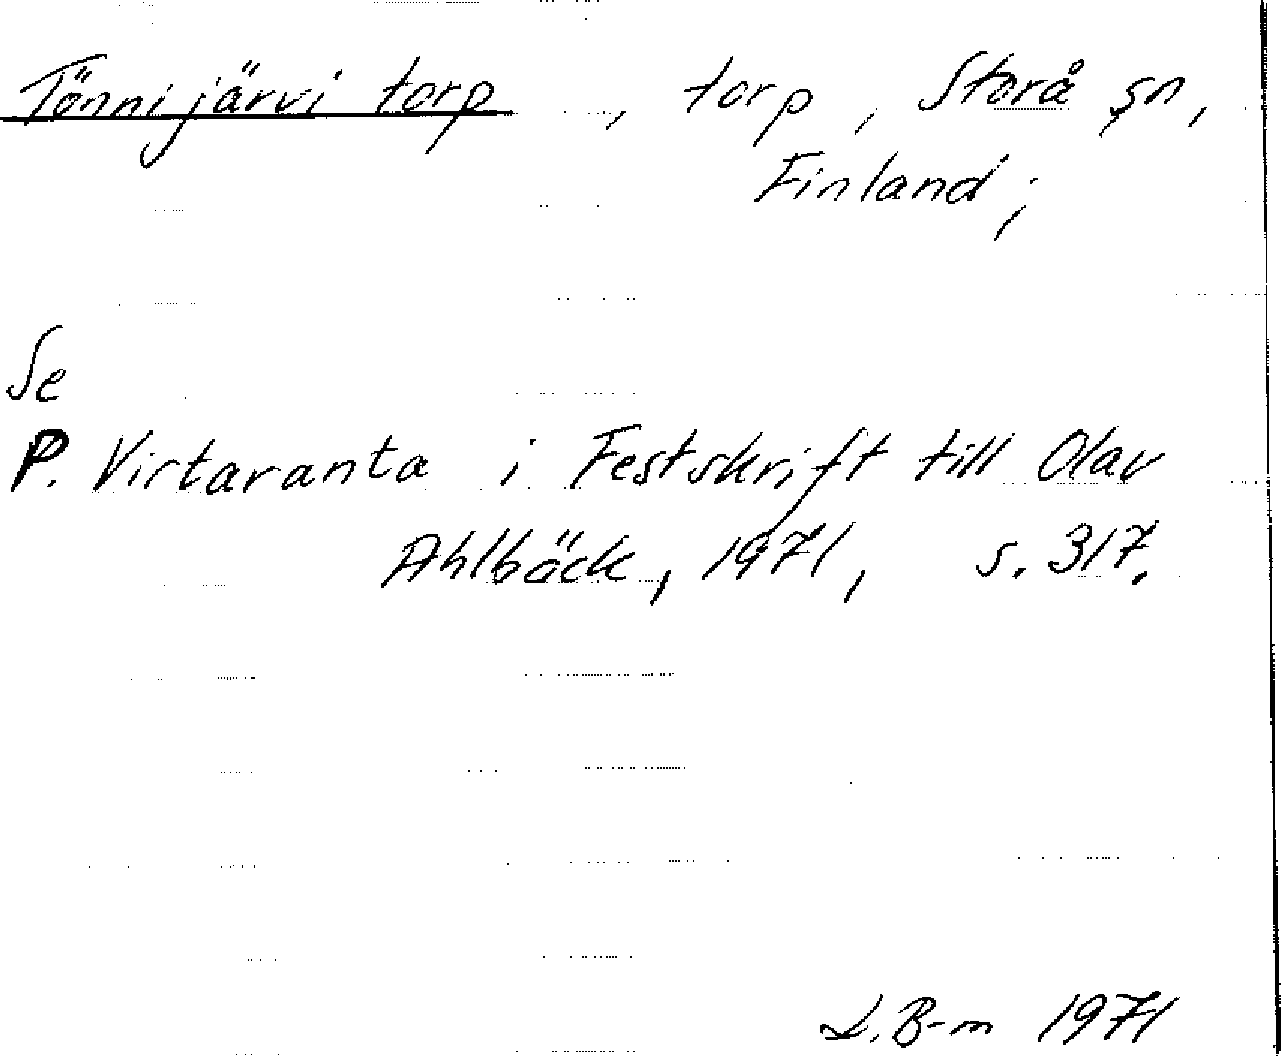 Tönnijärvi torp, torp, Storå sn,
Finland;
Se
P. Virtaranta i Festskrift till Olav
Ahlbäck, 1971, s. 317.
L. B-m 1971